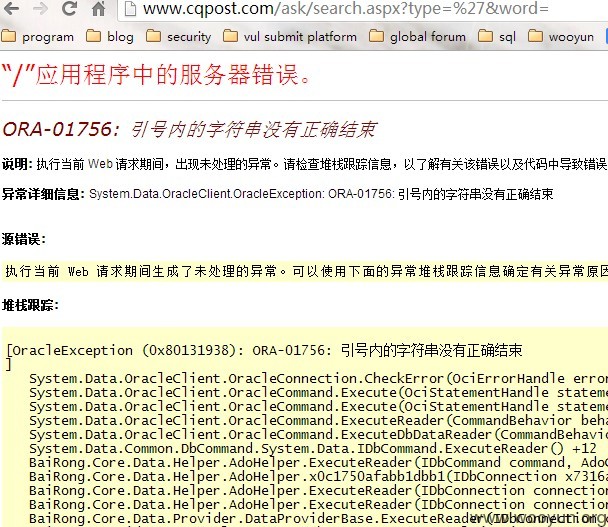 www.cqpost.com/ask/search.aspx?type=%27&word=
program blog security vul submit platform global forum sql wooyun
“/”应用程序中的服务器错误。
ORA-01756: 引号内的字符串没有正确结束
说明: 执行当前 Web 请求期间，出现未处理的异常。请检查堆栈跟踪信息，以了解有关该错误以及代码中导致错误
异常详细信息: System.Data.OracleClient.OracleException: ORA-01756: 引号内的字符串没有正确结束
源错误:
执行当前 Web 请求期间生成了未处理的异常。可以使用下面的异常堆栈跟踪信息确定有关异常原因
堆栈跟踪:
[OracleException (0x80131938): ORA-01756: 引号内的字符串没有正确结束
]
System.Data.OracleClient.OracleConnection.CheckError(OciErrorHandle error
System.Data.OracleClient.OracleCommand.Execute(OciStatementHandle stateme
System.Data.OracleClient.OracleCommand.Execute(OciStatementHandle stateme
System.Data.OracleClient.OracleCommand.ExecuteReader(CommandBehavior beha
System.Data.OracleClient.OracleCommand.ExecuteDbDataReader(CommandBehavio
System.Data.Common.DbCommand.System.Data.IDbCommand.ExecuteReader() +12
BaiRong.Core.Data.Helper.AdoHelper.ExecuteReader(IDbCommand command, AdoO
BaiRong.Core.Data.Helper.AdoHelper.x0c1750afabb1dbb1(IDbConnection x7316a
BaiRong.Core.Data.Helper.AdoHelper.ExecuteReader(IDbConnection connection
BaiRong.Core.Data.Helper.AdoHelper.ExecuteReader(IDbConnection connection
BaiRong.Core.Data.Provider.DataProviderBase.ExecuteReader(IDbConnection c
www.wooyun.org